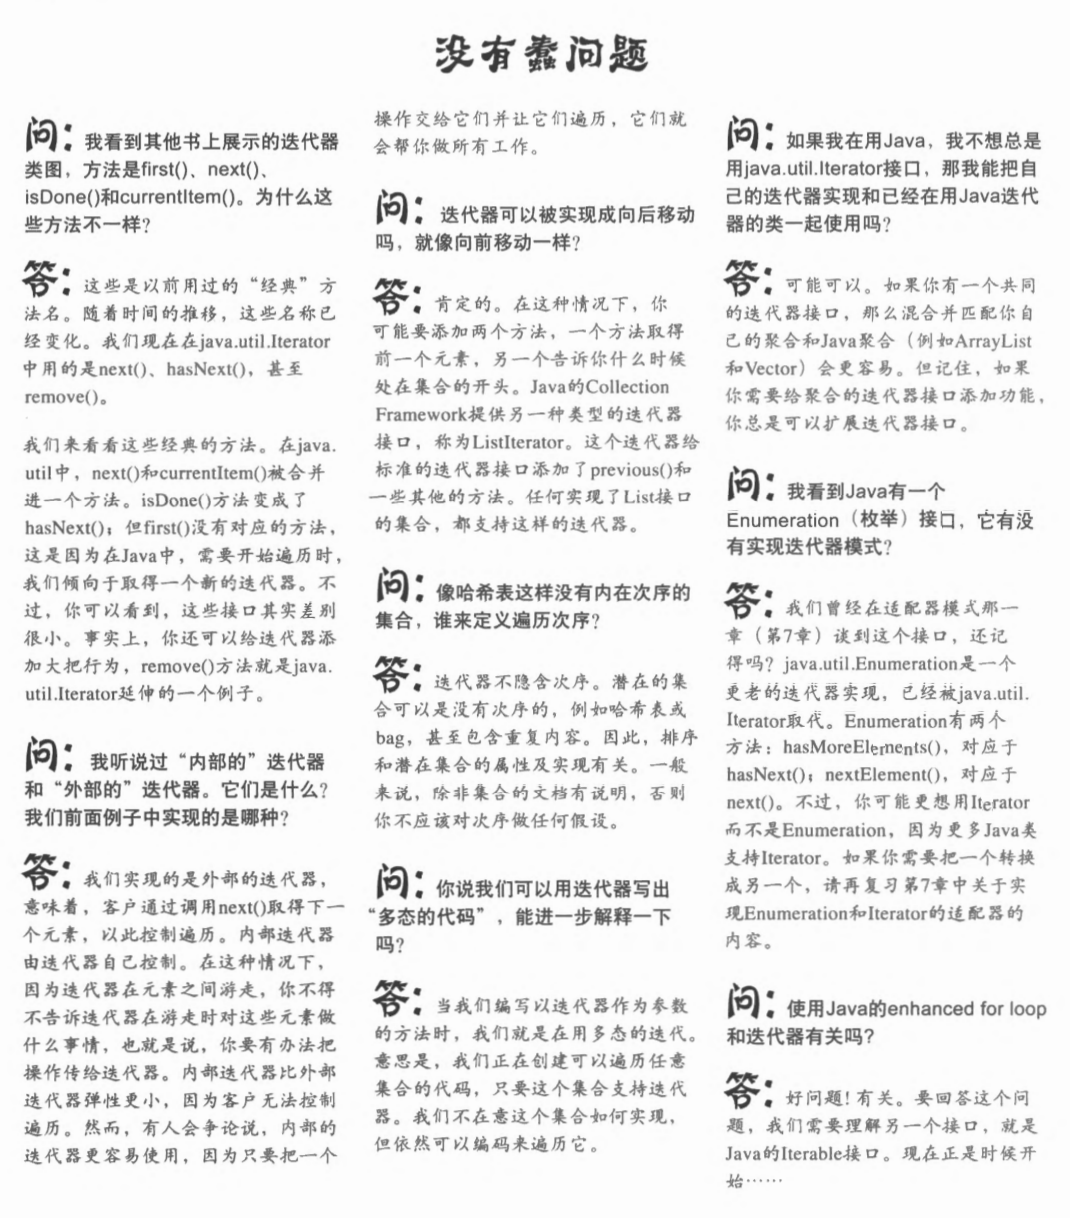 没有蠢问题
问：我看到其他书上展示的迭代器
类图，方法是first()、next()、
isDone()和currentItem()。为什么这
些方法不一样？
答：这些是以前用过的“经典”方
法名。随着时间的推移，这些名称已
经变化。我们现在在java.util.Iterator
中用的是next()、hasNext()，甚至
remove()。
我们来看看这些经典的方法。在java.
util中，next()和currentItem()被合并
进一个方法。isDone()方法变成了
hasNext()；但first()没有对应的方法，
这是因为在Java中，需要开始遍历时，
我们倾向于取得一个新的迭代器。不
过，你可以看到，这些接口其实差别
很小。事实上，你还可以给迭代器添
加大把行为，remove()方法就是java.
util.Iterator延伸的一个例子。
问：我听说过“内部的”迭代器
和“外部的”迭代器。它们是什么？
我们前面例子中实现的是哪种？
答：我们实现的是外部的迭代器，
意味着，客户通过调用next()取得下一
个元素，以此控制遍历。内部迭代器
由迭代器自己控制。在这种情况下，
因为迭代器在元素之间游走，你不得
不告诉迭代器在游走时对这些元素做
什么事情，也就是说，你要有办法把
操作传给迭代器。内部迭代器比外部
迭代器弹性更小，因为客户无法控制
遍历。然而，有人会争论说，内部的
迭代器更容易使用，因为只要把一个
操作交给它们并让它们遍历，它们就
会帮你做所有工作。
问：迭代器可以被实现成向后移动
吗，就像向前移动一样？
答：肯定的。在这种情况下，你
可能要添加两个方法，一个方法取得
前一个元素，另一个告诉你什么时候
处在集合的开头。Java的Collection
Framework提供另一种类型的迭代器
接口，称为ListIterator。这个迭代器给
标准的迭代器接口添加了previous()和
一些其他的方法。任何实现了List接口
的集合，都支持这样的迭代器。
问：像哈希表这样没有内在次序的
集合，谁来定义遍历次序？
答：迭代器不隐含次序。潜在的集
合可以是没有次序的，例如哈希表或
bag，甚至包含重复内容。因此，排序
和潜在集合的属性及实现有关。一般
来说，除非集合的文档有说明，否则
你不应该对次序做任何假设。
问：你说我们可以用迭代器写出
“多态的代码”，能进一步解释一下
吗？
答：当我们编写以迭代器作为参数
的方法时，我们就是在用多态的迭代。
意思是，我们正在创建可以遍历任意
集合的代码，只要这个集合支持迭代
器。我们不在意这个集合如何实现，
但依然可以编码来遍历它。
问：如果我在用Java，我不想总是
用java.util.Iterator接口，那我能把自
己的迭代器实现和已经在用Java迭代
器的类一起使用吗？
答：可能可以。如果你有一个共同
的迭代器接口，那么混合并匹配你自
己的聚合和Java聚合（例如ArrayList
和Vector）会更容易。但记住，如果
你需要给聚合的迭代器接口添加功能，
你总是可以扩展迭代器接口。
问：我看到Java有一个
Enumeration（枚举）接口，它有没
有实现迭代器模式？
答：我们曾经在适配器模式那一
章（第7章）谈到这个接口，还记
得吗？java.util.Enumeration是一个
更老的迭代器实现，已经被java.util.
Iterator取代。Enumeration有两个
方法：hasMoreElements()，对应于
hasNext()；nextElement()，对应于
next()。不过，你可能更想用Iterator
而不是Enumeration，因为更多Java类
支持Iterator。如果你需要把一个转换
成另一个，请再复习第7章中关于实
现Enumeration和Iterator的适配器的
内容。
问：使用Java的enhanced for loop
和迭代器有关吗？
答：好问题！有关。要回答这个问
题，我们需要理解另一个接口，就是
Java的Iterable接口。现在正是时候开
始……